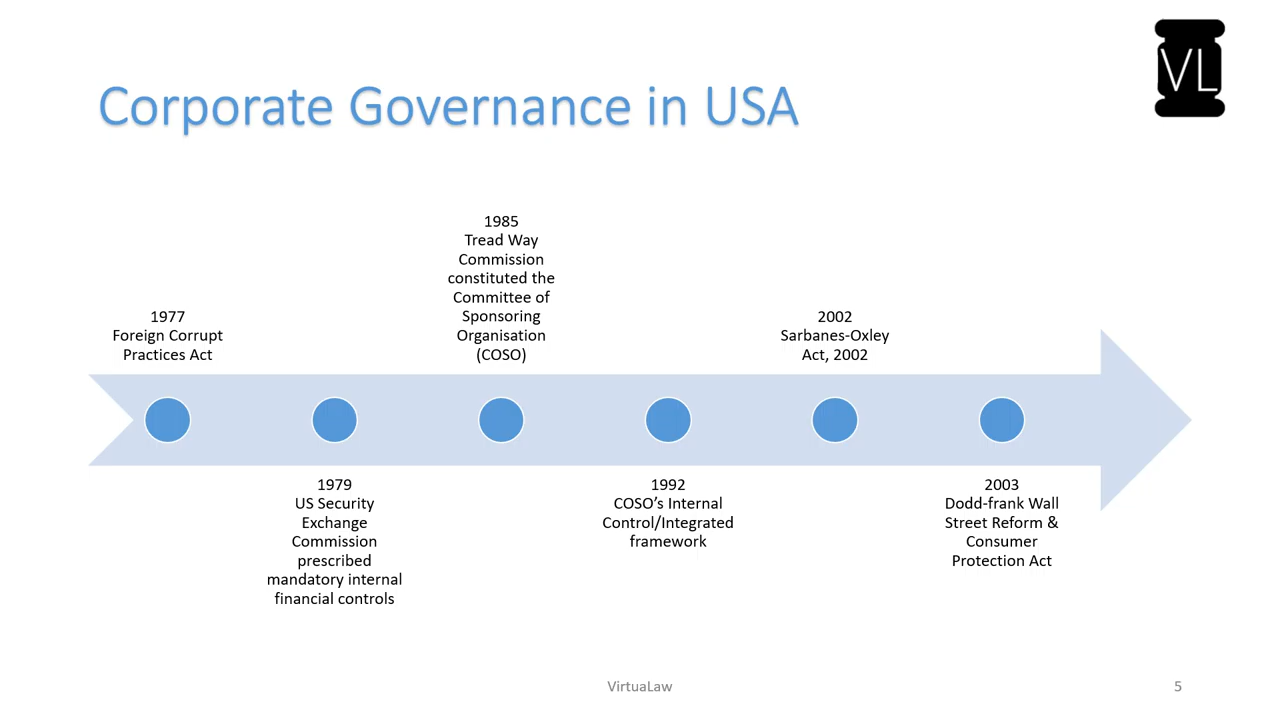 VL
Corporate Governance in USA
1977
Foreign Corrupt
Practices Act
1979
US Security
Exchange
Commission
prescribed
mandatory internal
financial controls
1985
Tread Way
Commission
constituted the
Committee of
Sponsoring
Organisation
(COSO)
1992
COSO’s Internal
Control/Integrated
framework
2002
Sarbanes-Oxley
Act, 2002
2003
Dodd-frank Wall
Street Reform &
Consumer
Protection Act
VirtuaLaw
5